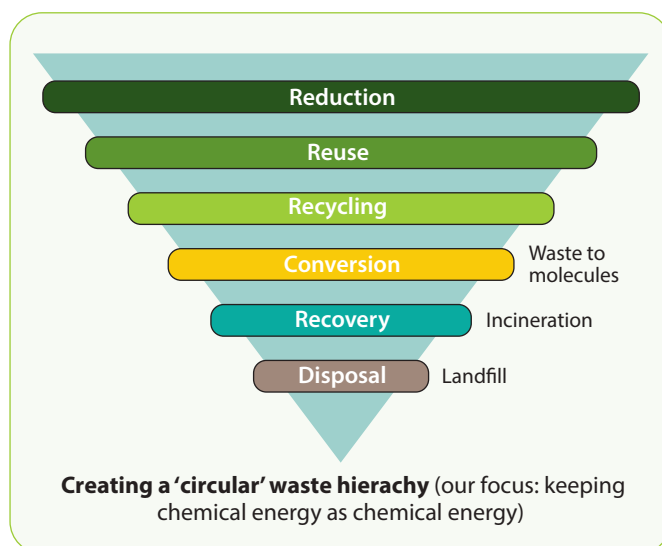 Reduction
Reuse
Recycling
Conversion
Waste to
molecules
Recovery
Incineration
Disposal
Landfill
Creating a ‘circular’ waste hierachy (our focus: keeping
chemical energy as chemical energy)